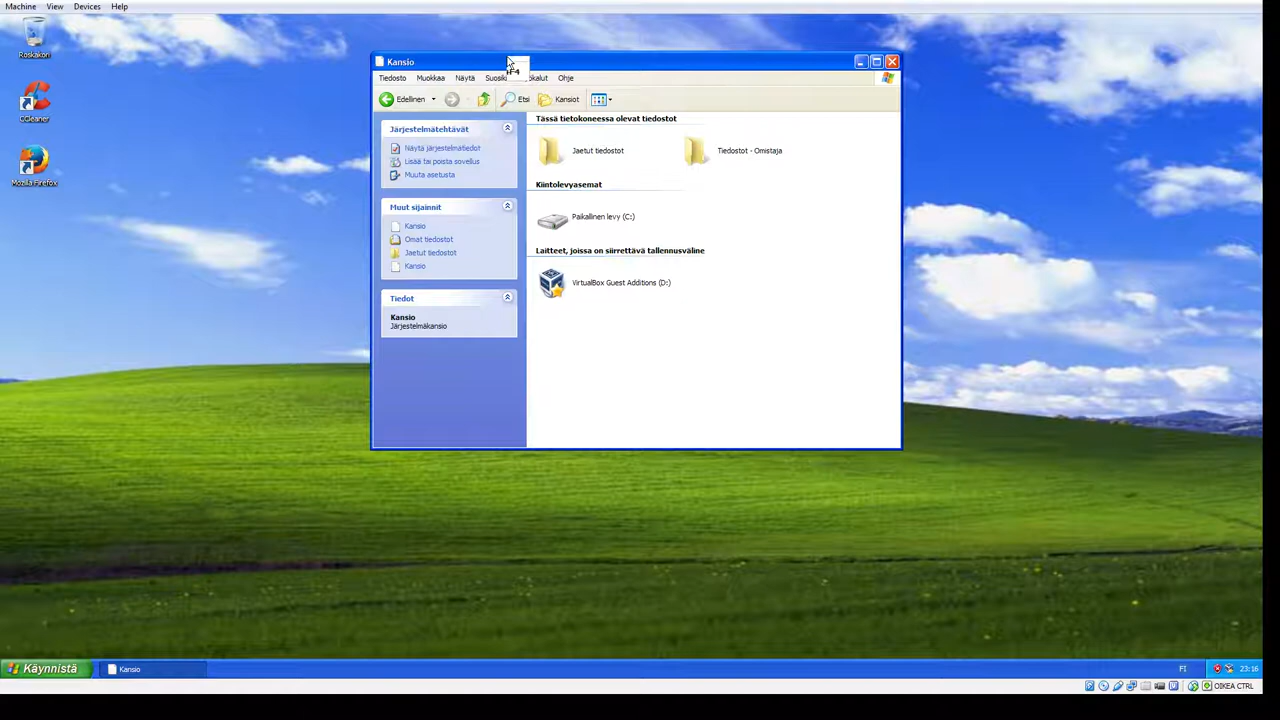 Machine View Devices Help
Roskakori
CCleaner
Mozilla Firefox
Kansio
Tiedosto Muokkaa Näytä
Ohje
Edellinen Etsi Kansiot
Järjestelmätehtävät
Näytä järjestelmätiedot
Lisää tai poista sovellus
Muuta asetusta
Muut sijainnit
Kansio
Omat tiedostot
Jaetut tiedostot
Kansio
Tiedot
Kansio
Järjestelmäkansio
Tässä tietokoneessa olevat tiedostot
Jaetut tiedostot
Tiedostot - Omistaja
Kiintolevyasemat
Paikallinen levy (C:)
Laitteet, joissa on siirrettävä tallennusväline
VirtualBox Guest Additions (D:)
Käynnistä
Kansio
FI
23:16
OIKEA CTRL